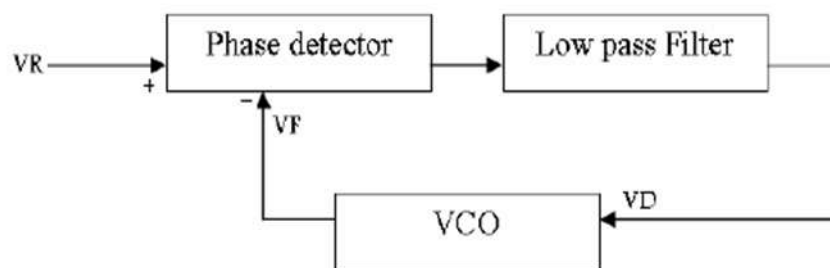 Phase detector
Low pass Filter
VR
+
−
VF
VD
VCO